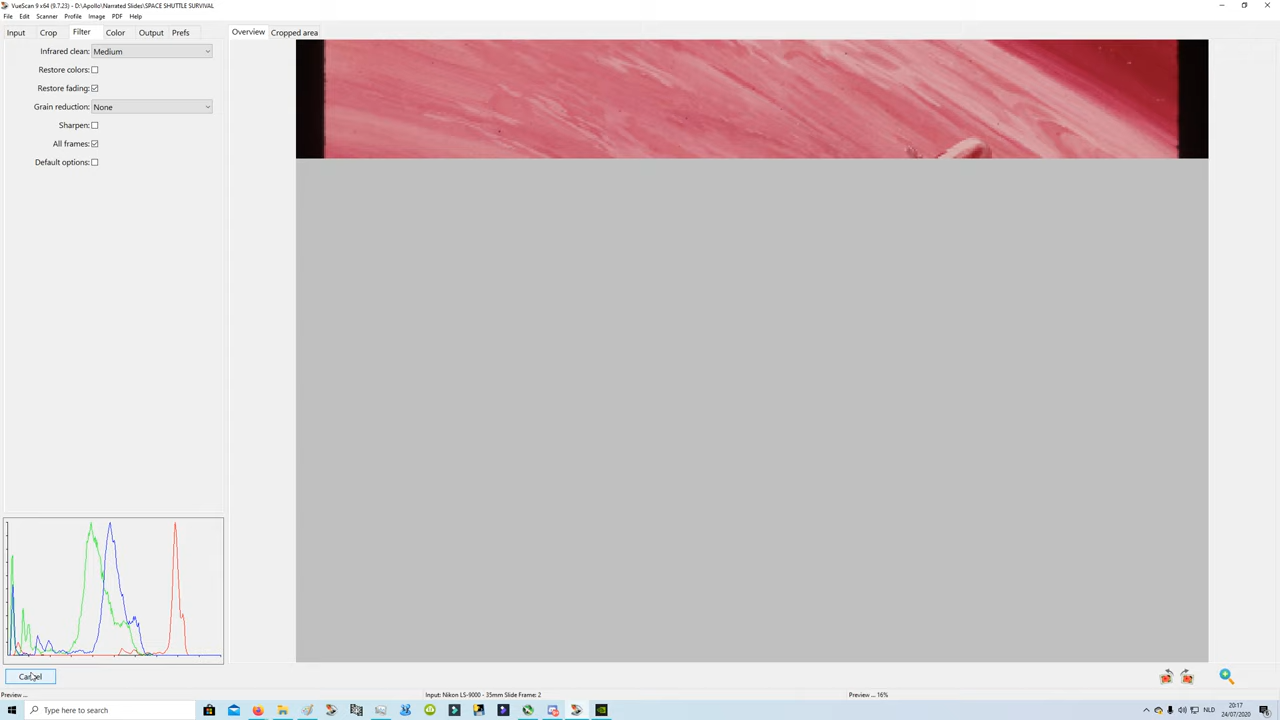 VueScan 9 x64 (9.7.23) - D:\Apollo\Narrated Slides\SPACE SHUTTLE SURVIVAL
File Edit Scanner Profile Image PDF Help
Input Crop Filter Color Output Prefs
Overview Cropped area
Infrared clean: Medium
Restore colors:
Restore fading:
Grain reduction: None
Sharpen:
All frames:
Default options:
Cancel
Preview ... Input: Nikon LS-9000 - 35mm Slide Frame: 2 Preview ... 16%
Type here to search
NLD
20:17
24/07/2020